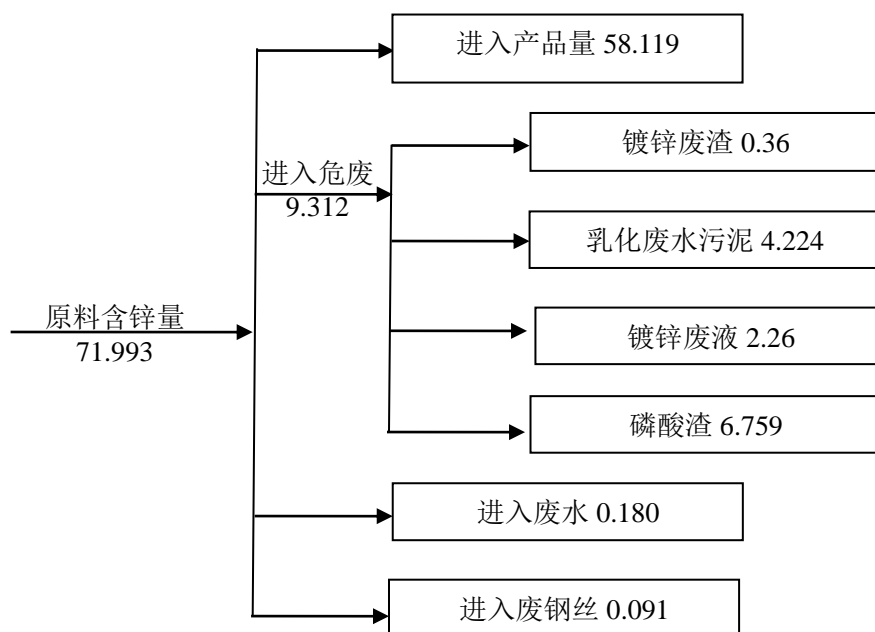 进入产品量 58.119
镀锌废渣 0.36
进入危废
9.312
乳化废水污泥 4.224
原料含锌量
71.993
镀锌废液 2.26
磷酸渣 6.759
进入废水 0.180
进入废钢丝 0.091